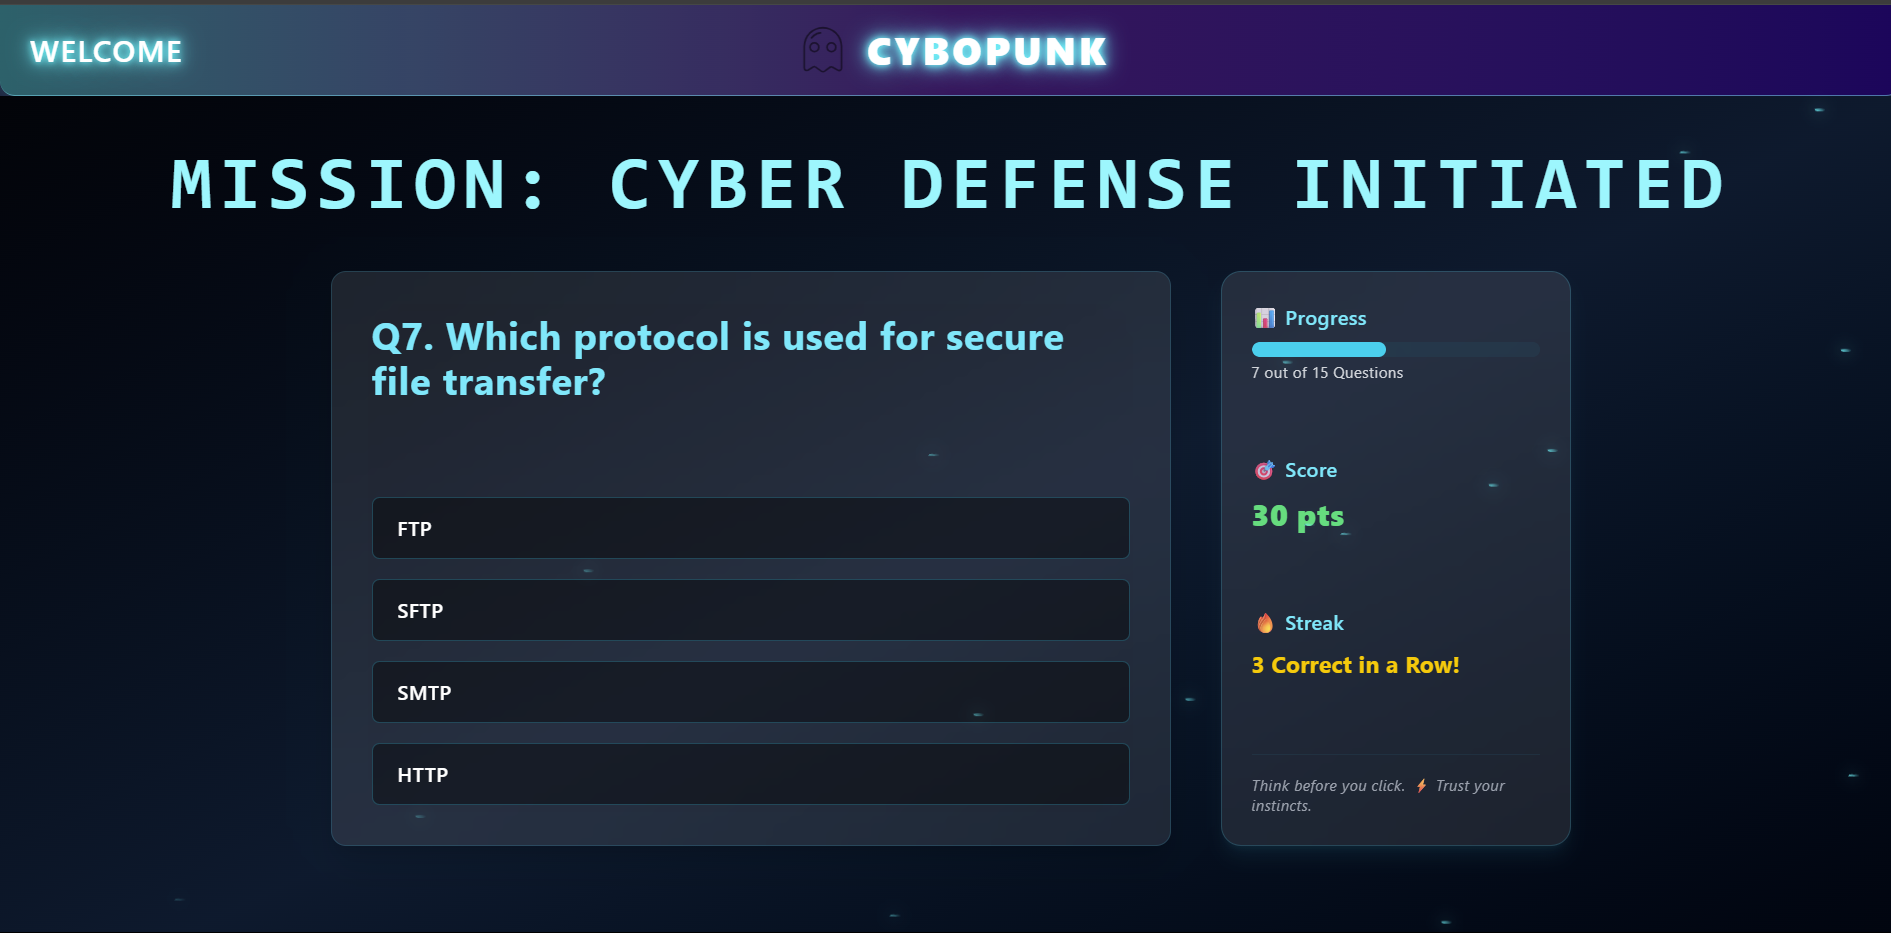 WELCOME
CYBOPUNK
MISSION: CYBER DEFENSE INITIATED
Q7. Which protocol is used for secure
file transfer?
FTP
SFTP
SMTP
HTTP
Progress
7 out of 15 Questions
Score
30 pts
Streak
3 Correct in a Row!
Think before you click. ⚡ Trust your
instincts.